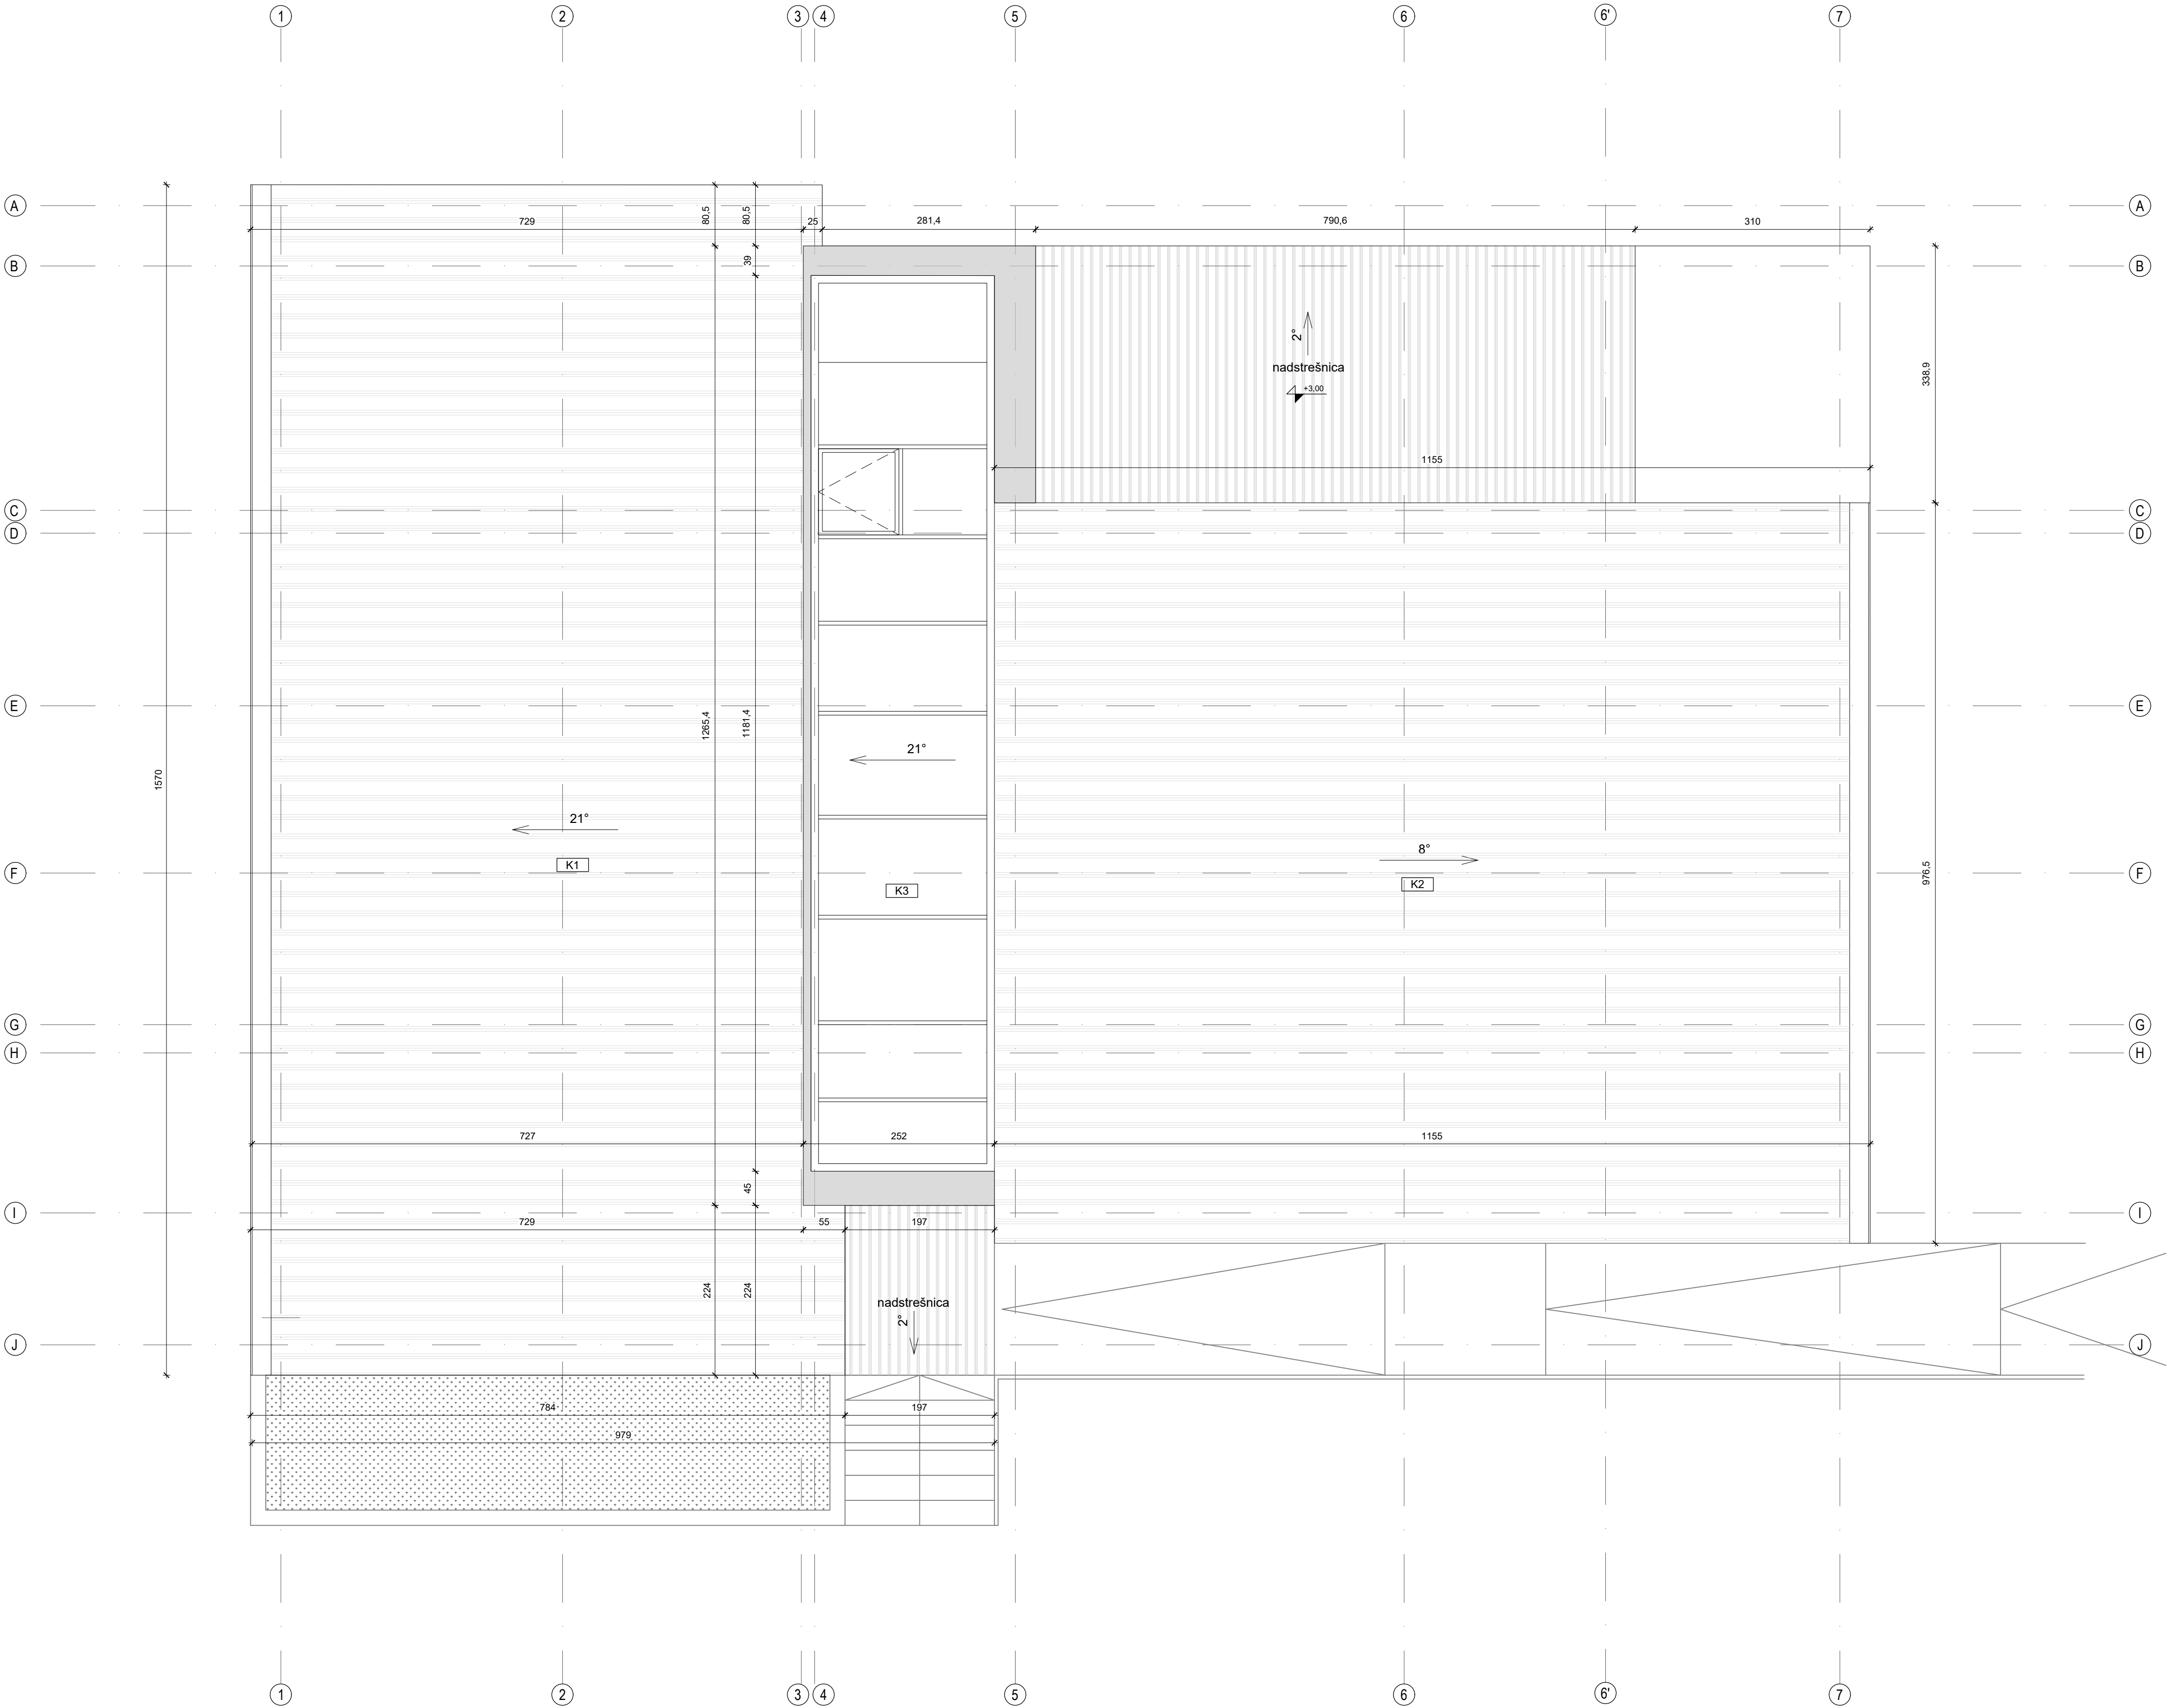 1 2 3 4 5 6 6' 7
A A
729 80,5 80,5 25 281,4 790,6 310
B 39 B
2°
nadstrešnica
+3,00
338,9
1155
C C
D D
E E
1265,4 1181,4
21°
1570
21°
8°
K1
F F
K3
K2
976,5
G G
H H
727 252 1155
45
I I
729 55 197
224 224
nadstrešnica
2°
J J
784 197
979
1 2 3 4 5 6 6' 7